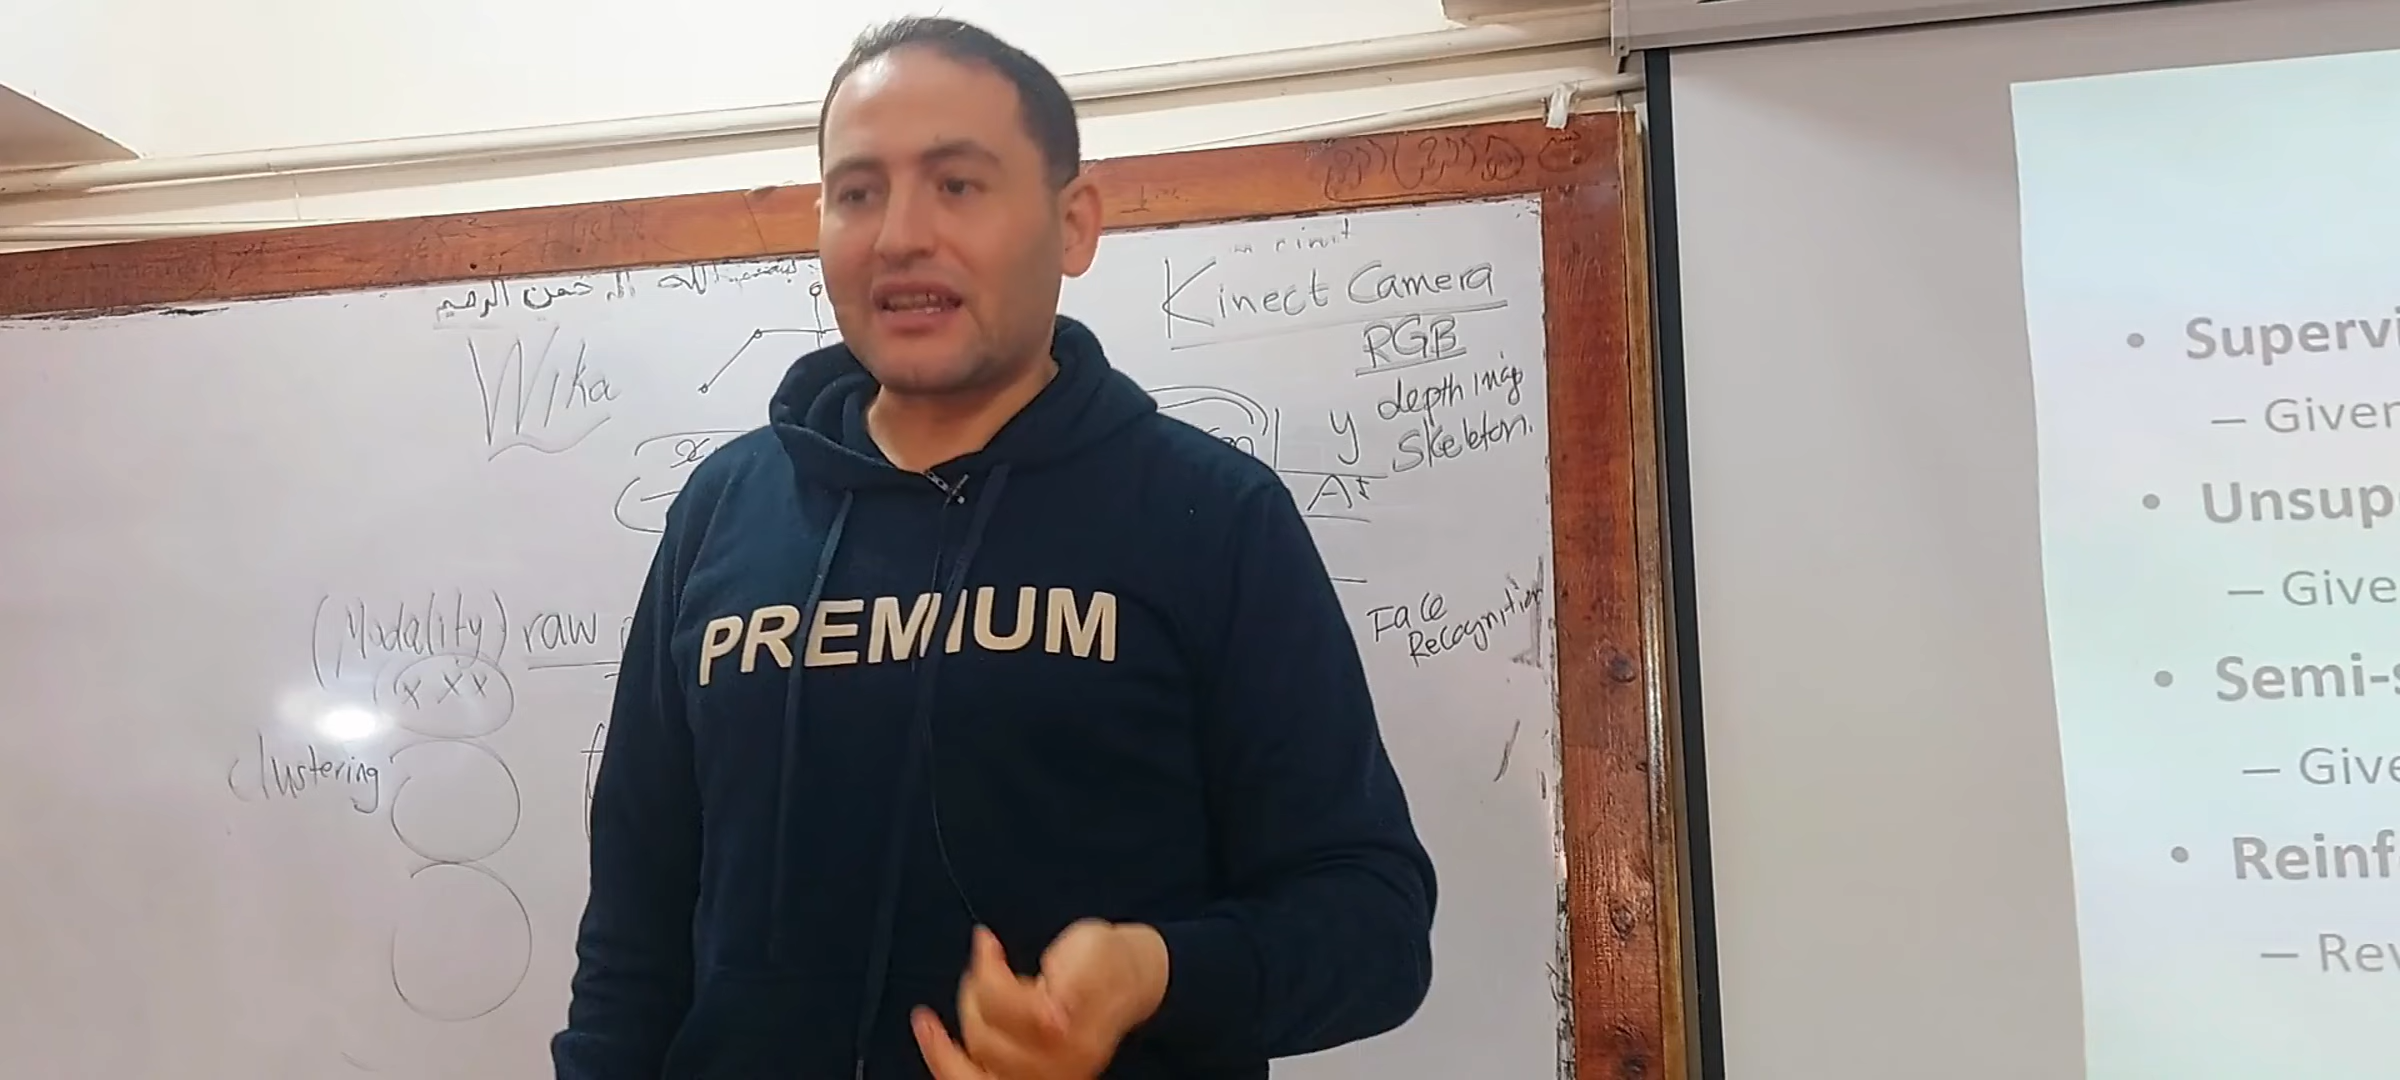 بسم الله الرحمن الرحيم
Wika
Kinect Camera
RGB
depth
Skeleton.
y
(Modality) raw
x x x
clustering
Face
Recognition
PREMIUM
• Supervi
– Given
• Unsup
– Give
• Semi-s
– Give
• Reinf
– Rev